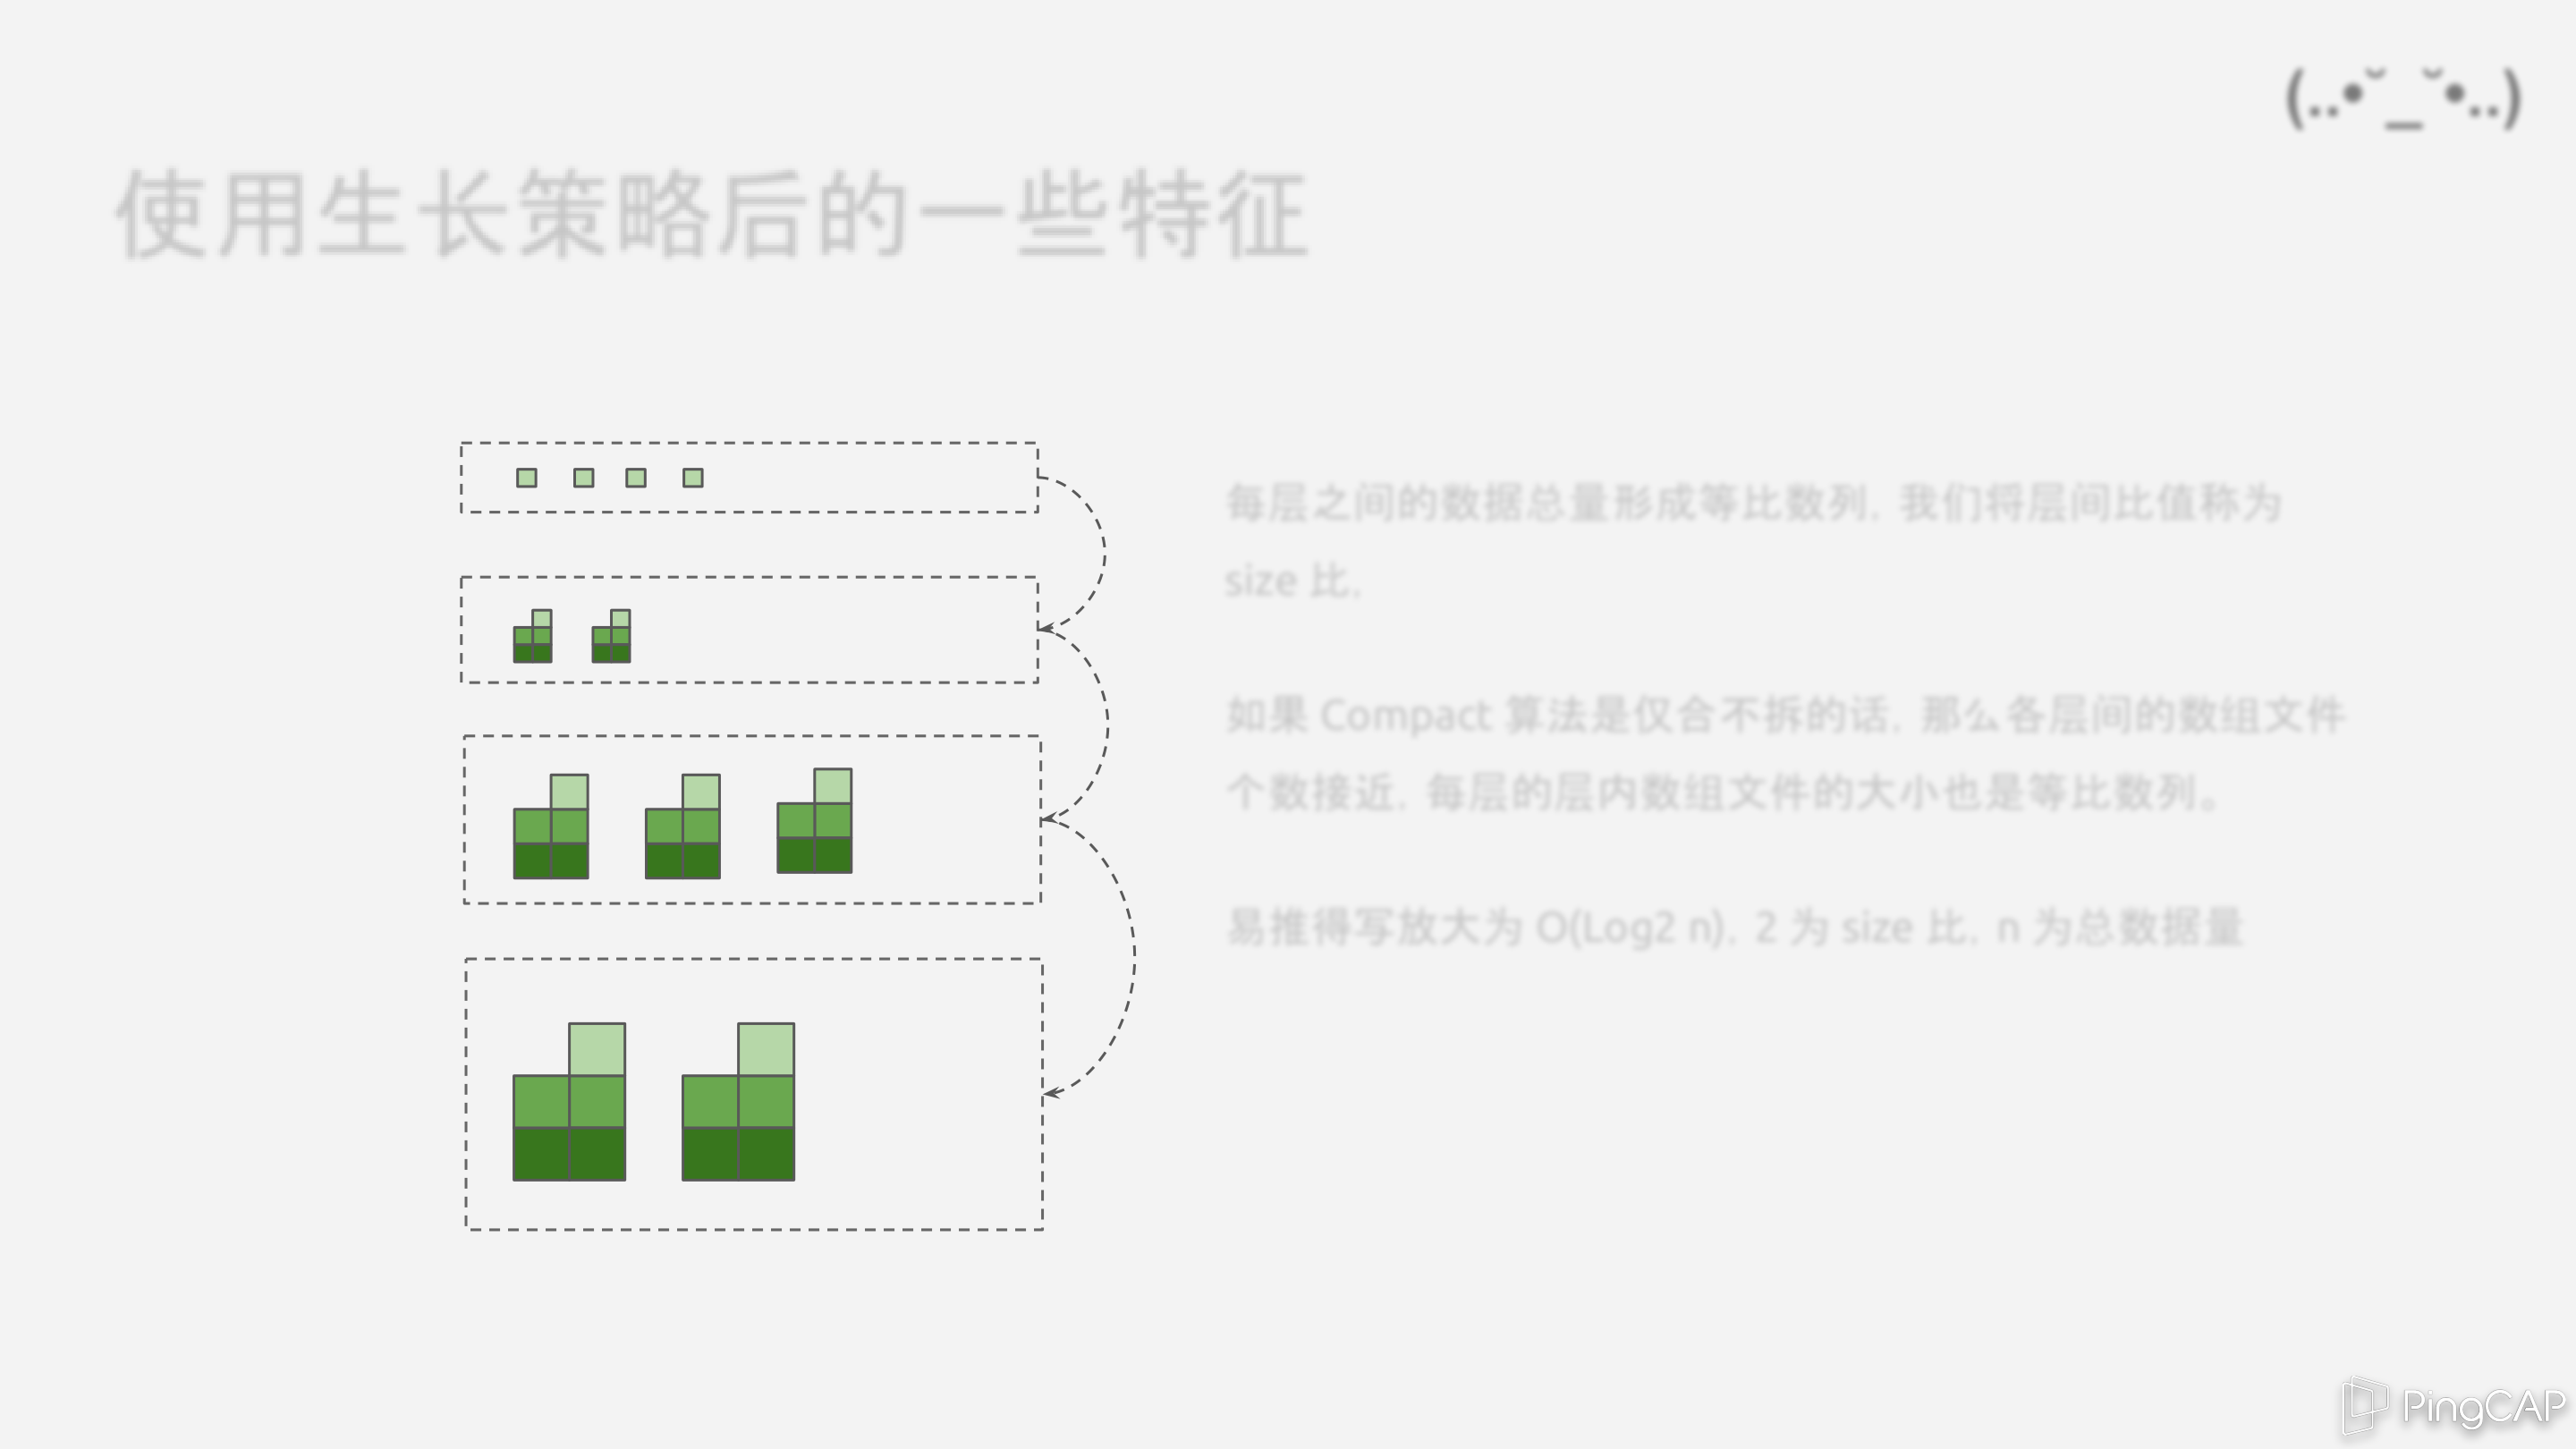 (..•˘_˘•..)
使用生长策略后的一些特征
每层之间的数据总量形成等比数列，我们将层间比值称为
size 比，
如果 Compact 算法是仅合不拆的话，那么各层间的数组文件
个数接近，每层的层内数组文件的大小也是等比数列。
易推得写放大为 O(Log2 n)，2 为 size 比，n 为总数据量
PingCAP